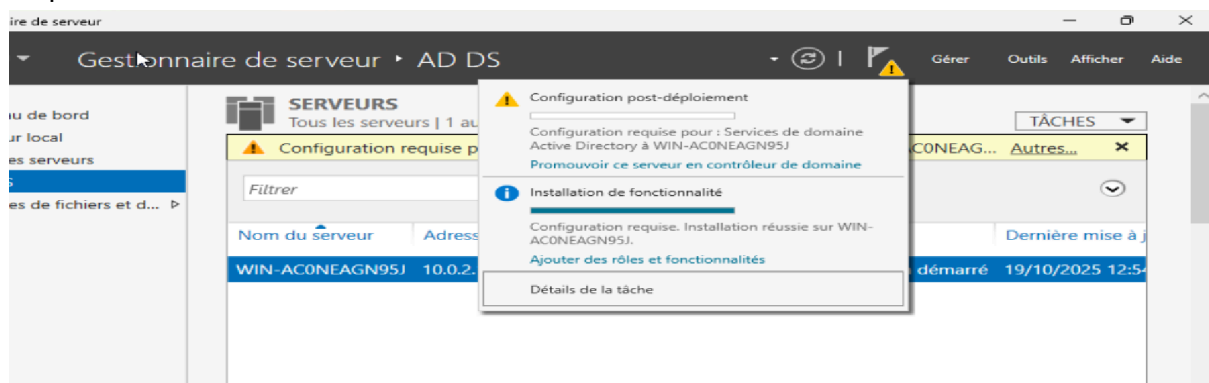 ire de serveur
Gestionnaire de serveur ‣ AD DS
Gérer
Outils
Afficher
Aide
u de bord
ur local
es serveurs
es de fichiers et d...
SERVEURS
Tous les serveurs | 1 au
TÂCHES
Configuration requise p
C0NEAG...
Autres...
Filtrer
Nom du serveur
Adress
Dernière mise à j
WIN-AC0NEAGN95J
10.0.2.
démarré
19/10/2025 12:54
Configuration post-déploiement
Configuration requise pour : Services de domaine
Active Directory à WIN-AC0NEAGN95J
Promouvoir ce serveur en contrôleur de domaine
Installation de fonctionnalité
Configuration requise. Installation réussie sur WIN-
AC0NEAGN95J.
Ajouter des rôles et fonctionnalités
Détails de la tâche